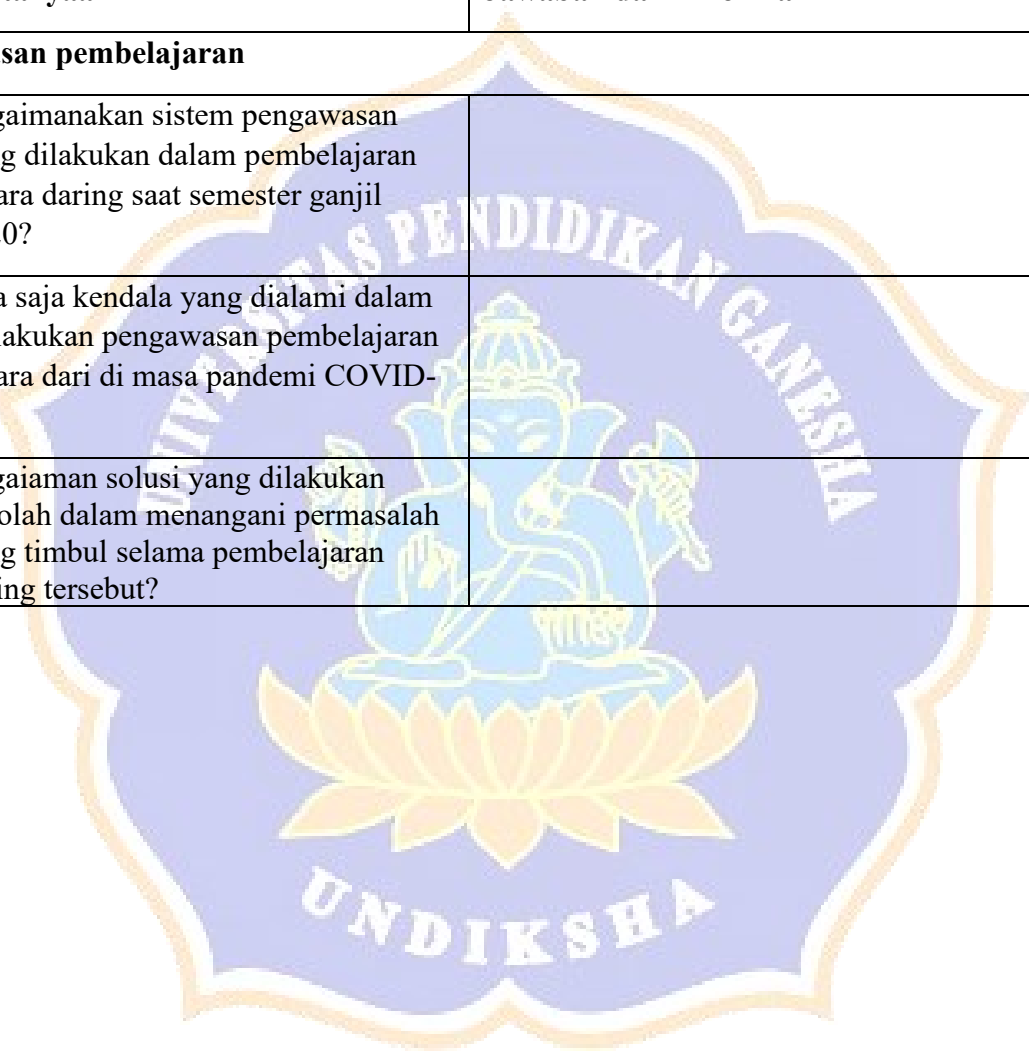 san pembelajaran
gaimanakan sistem pengawasan
g dilakukan dalam pembelajaran
ara daring saat semester ganjil
0?
a saja kendala yang dialami dalam
lakukan pengawasan pembelajaran
ara dari di masa pandemi COVID-
gaiaman solusi yang dilakukan
olah dalam menangani permasalah
g timbul selama pembelajaran
ing tersebut?
UNIVERSITAS PENDIDIKAN GANESHA
UNDIKSHA